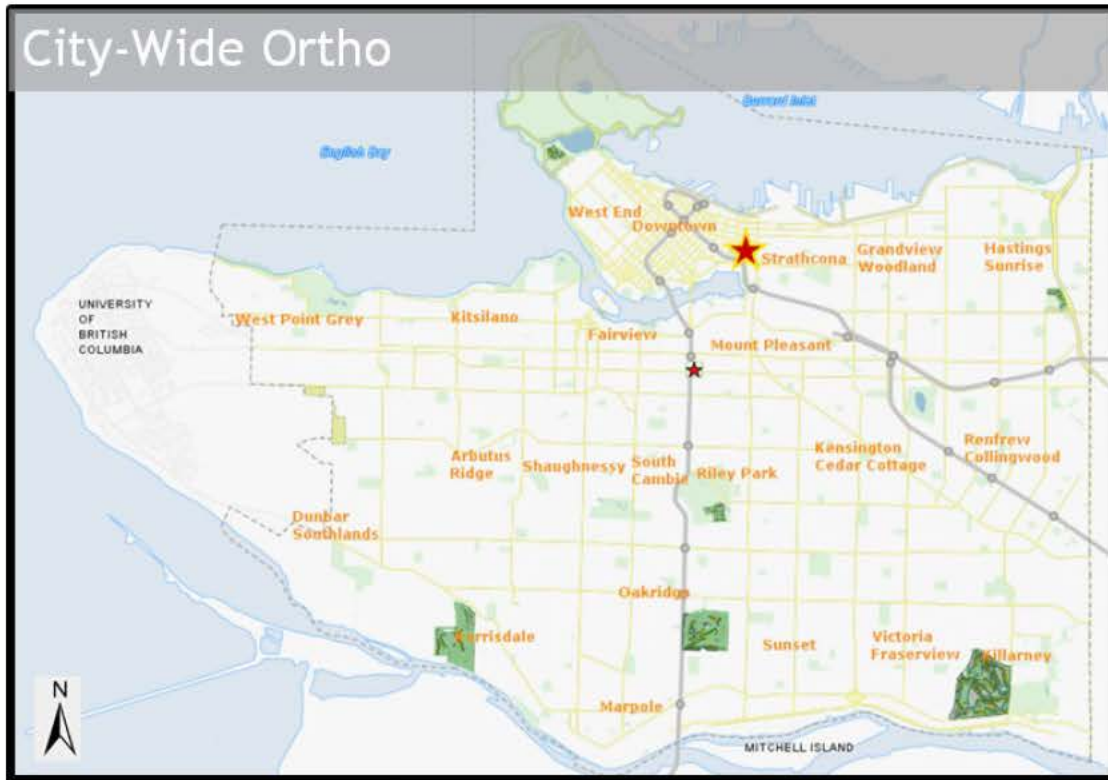 City-Wide Ortho
Burrard Inlet
English Bay
West End
Downtown
Strathcona
Grandview
Woodland
Hastings
Sunrise
UNIVERSITY
OF
BRITISH
COLUMBIA
West Point Grey
Kitsilano
Fairview
Mount Pleasant
Arbutus
Ridge
Shaughnessy
South
Cambie
Riley Park
Kensington
Cedar Cottage
Renfrew
Collingwood
Dunbar
Southlands
Oakridge
Kerrisdale
Sunset
Victoria
Fraserview
Killarney
Marpole
N
MITCHELL ISLAND